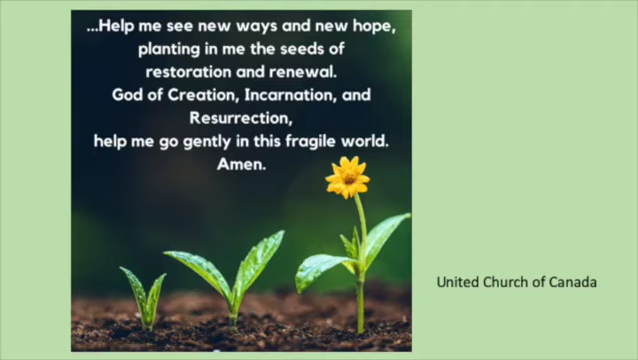 ...Help me see new ways and new hope,
planting in me the seeds of
restoration and renewal.
God of Creation, Incarnation, and
Resurrection,
help me go gently in this fragile world.
Amen.
United Church of Canada